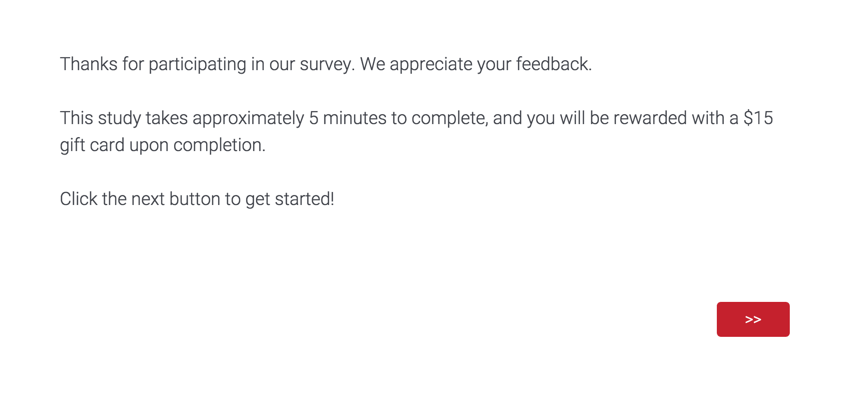 Thanks for participating in our survey. We appreciate your feedback.
This study takes approximately 5 minutes to complete, and you will be rewarded with a $15
gift card upon completion.
Click the next button to get started!
>>